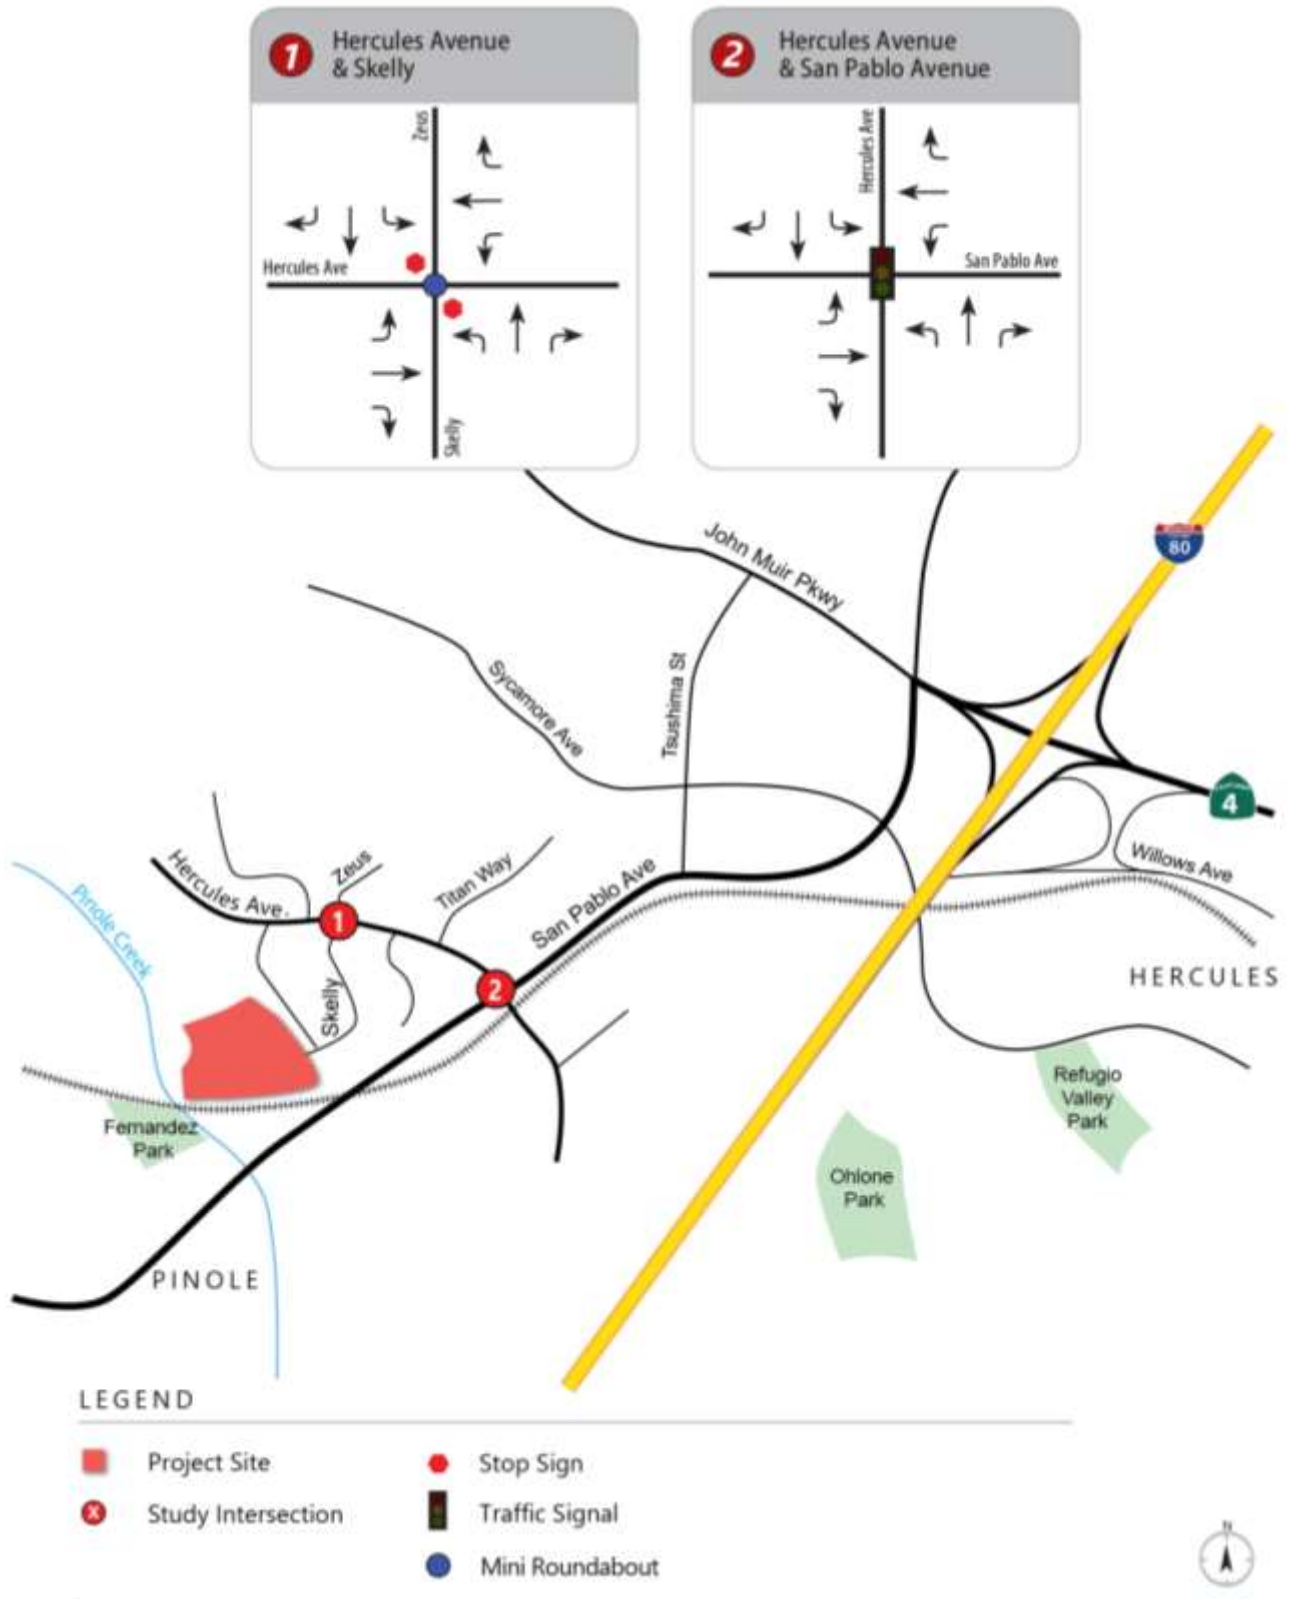 1
Hercules Avenue
& Skelly
Zeus
Hercules Ave
Skelly
2
Hercules Avenue
& San Pablo Avenue
Hercules Ave
San Pablo Ave
John Muir Pkwy
80
Sycamore Ave
Tsushima St
4
Willows Ave
Hercules Ave.
Zeus
Titan Way
San Pablo Ave
1
2
Pinole Creek
Skelly
HERCULES
Refugio
Valley
Park
Fernandez
Park
Ohlone
Park
PINOLE
LEGEND
Project Site
X
Study Intersection
Stop Sign
Traffic Signal
Mini Roundabout
N